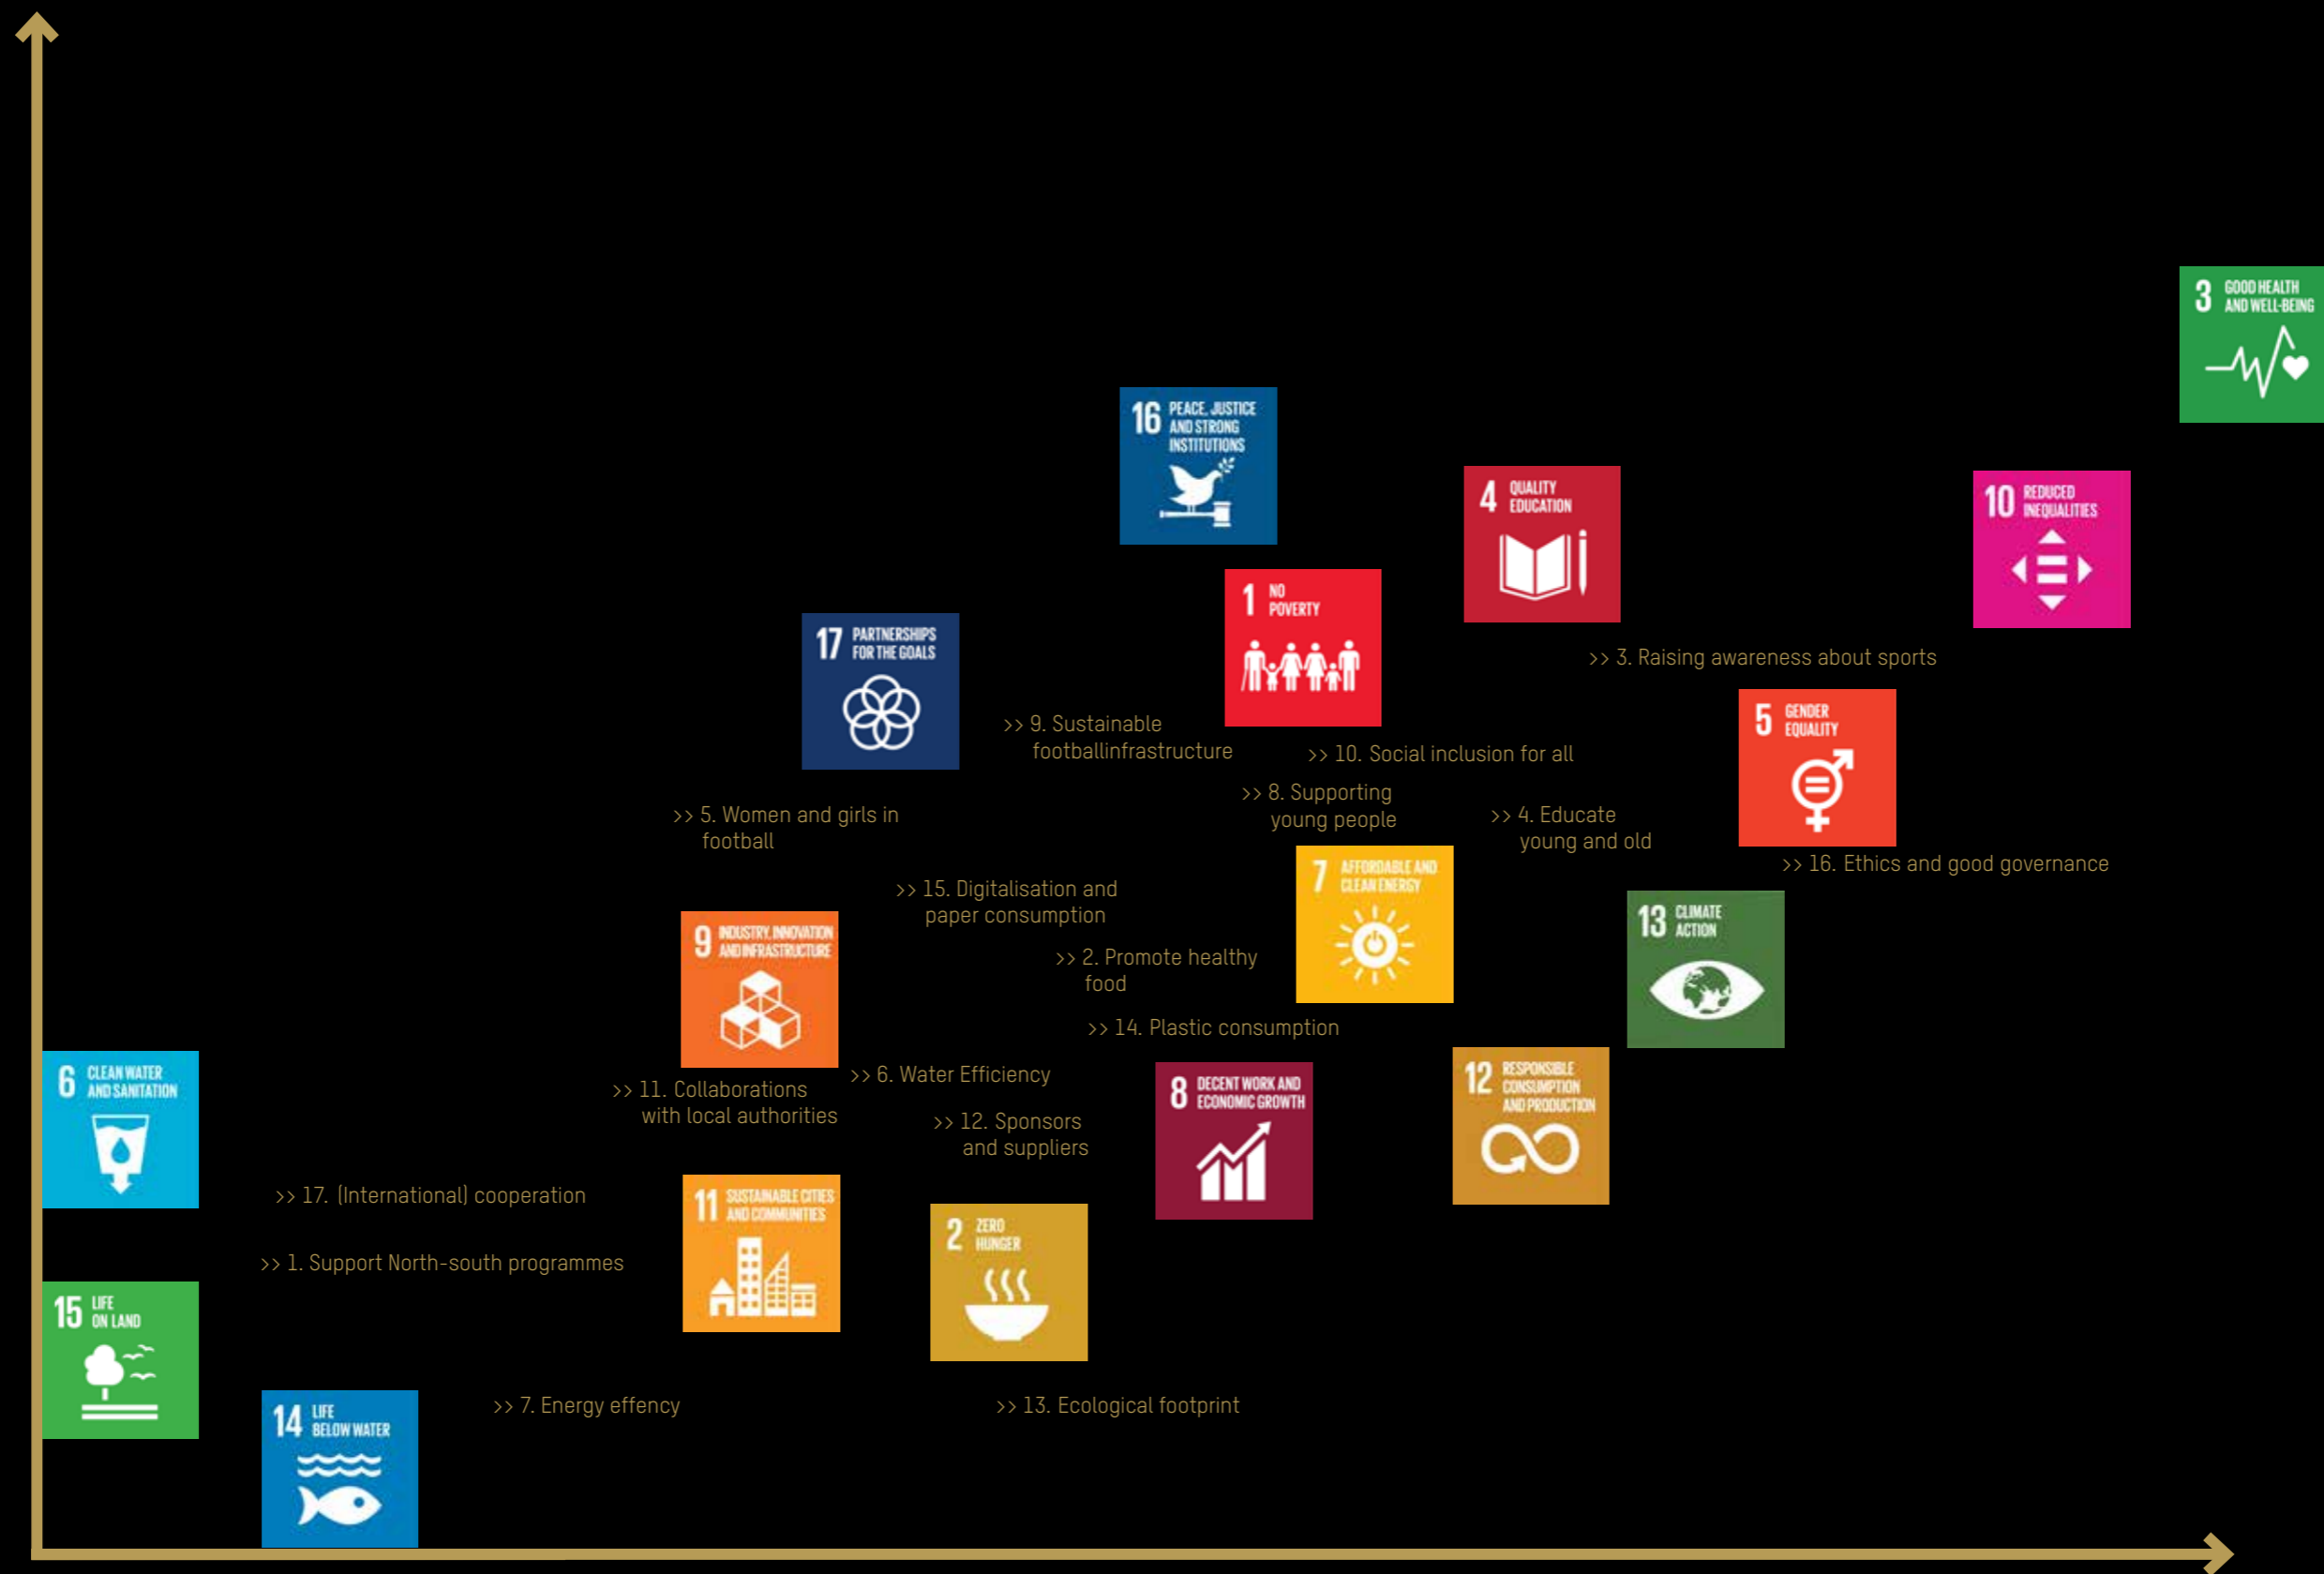 3 GOOD HEALTH
AND WELL-BEING
16 PEACE, JUSTICE
AND STRONG
INSTITUTIONS
4 QUALITY
EDUCATION
10 REDUCED
INEQUALITIES
1 NO
POVERTY
17 PARTNERSHIPS
FOR THE GOALS
>> 3. Raising awareness about sports
5 GENDER
EQUALITY
>> 9. Sustainable
footballinfrastructure
>> 10. Social inclusion for all
>> 8. Supporting
young people
>> 5. Women and girls in
football
>> 4. Educate
young and old
>> 16. Ethics and good governance
7 AFFORDABLE AND
CLEAN ENERGY
>> 15. Digitalisation and
paper consumption
13 CLIMATE
ACTION
9 INDUSTRY, INNOVATION
AND INFRASTRUCTURE
>> 2. Promote healthy
food
>> 14. Plastic consumption
6 CLEAN WATER
AND SANITATION
>> 11. Collaborations
with local authorities
>> 6. Water Efficiency
>> 12. Sponsors
and suppliers
8 DECENT WORK AND
ECONOMIC GROWTH
12 RESPONSIBLE
CONSUMPTION
AND PRODUCTION
>> 17. (International) cooperation
11 SUSTAINABLE CITIES
AND COMMUNITIES
2 ZERO
HUNGER
>> 1. Support North-south programmes
15 LIFE
ON LAND
14 LIFE
BELOW WATER
>> 7. Energy effency
>> 13. Ecological footprint